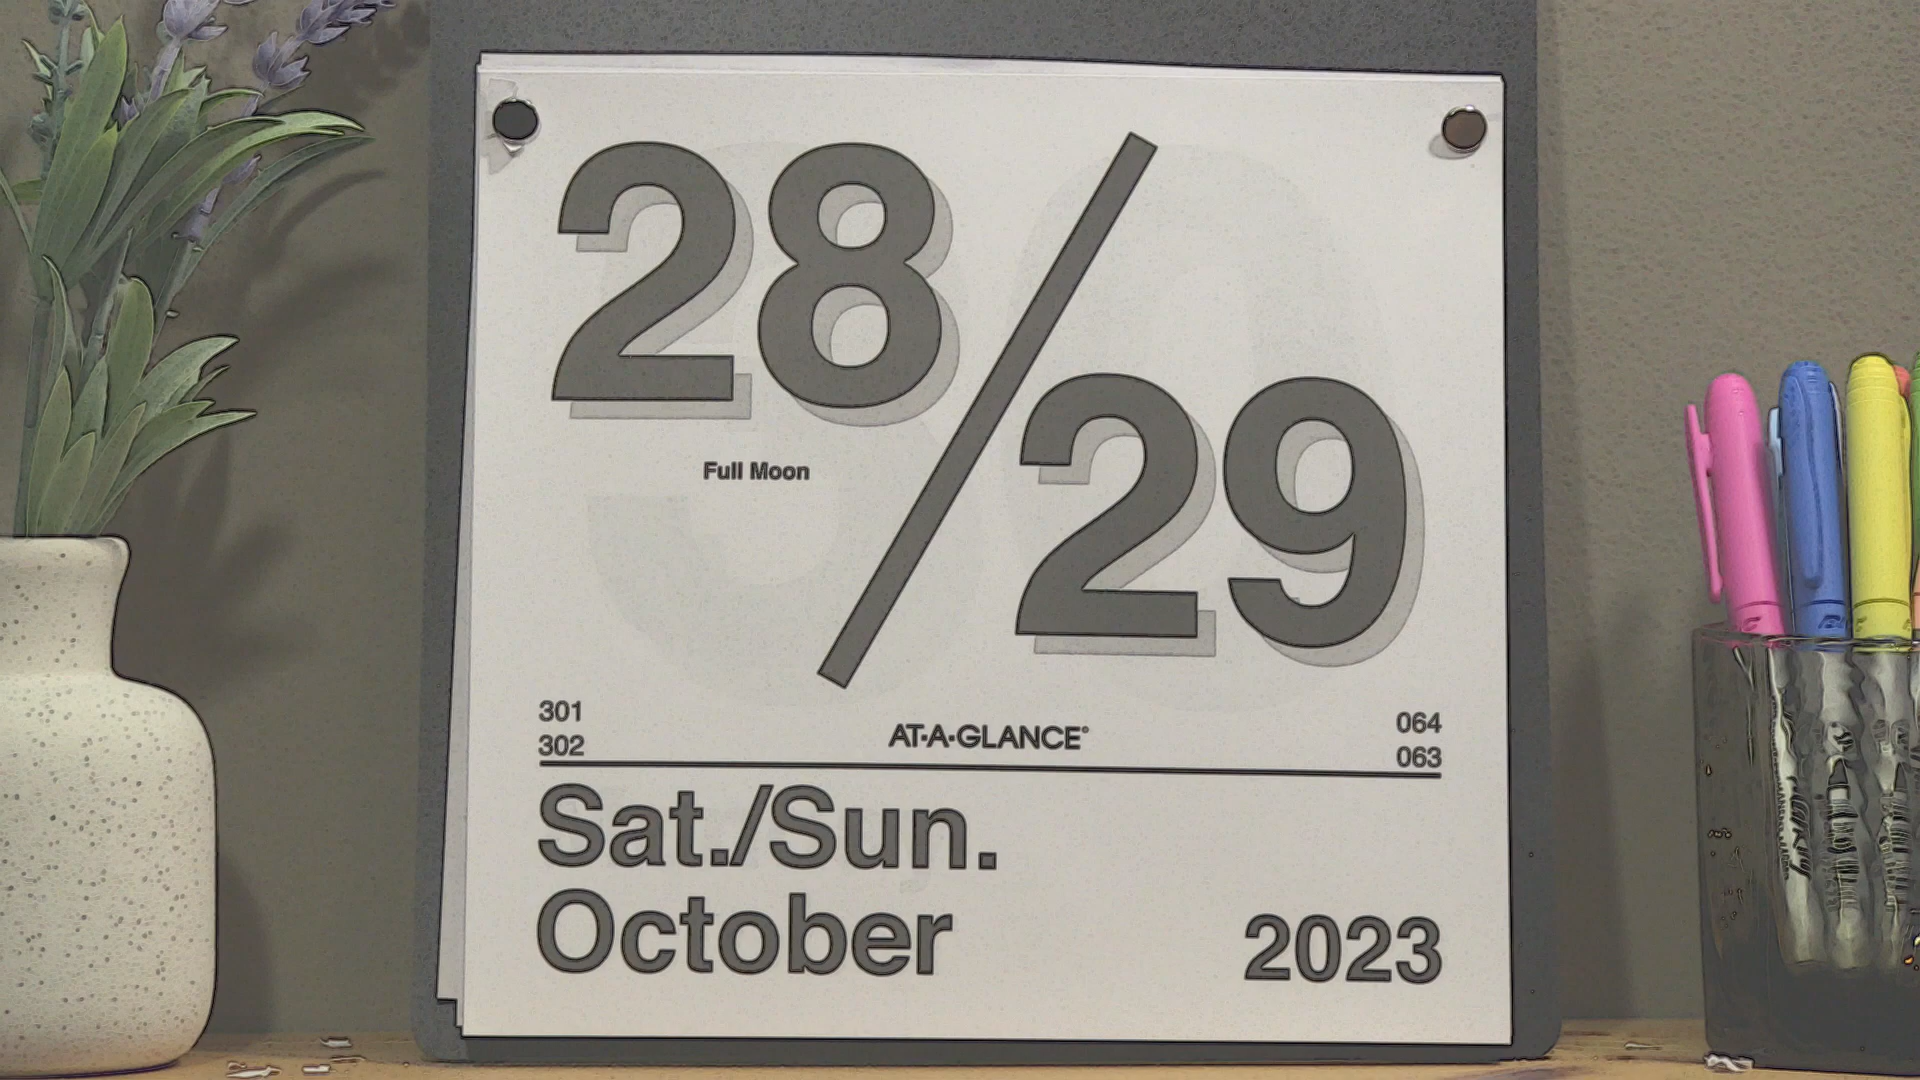 28/29
Full Moon
301
302
AT-A-GLANCE®
064
063
Sat./Sun.
October
2023